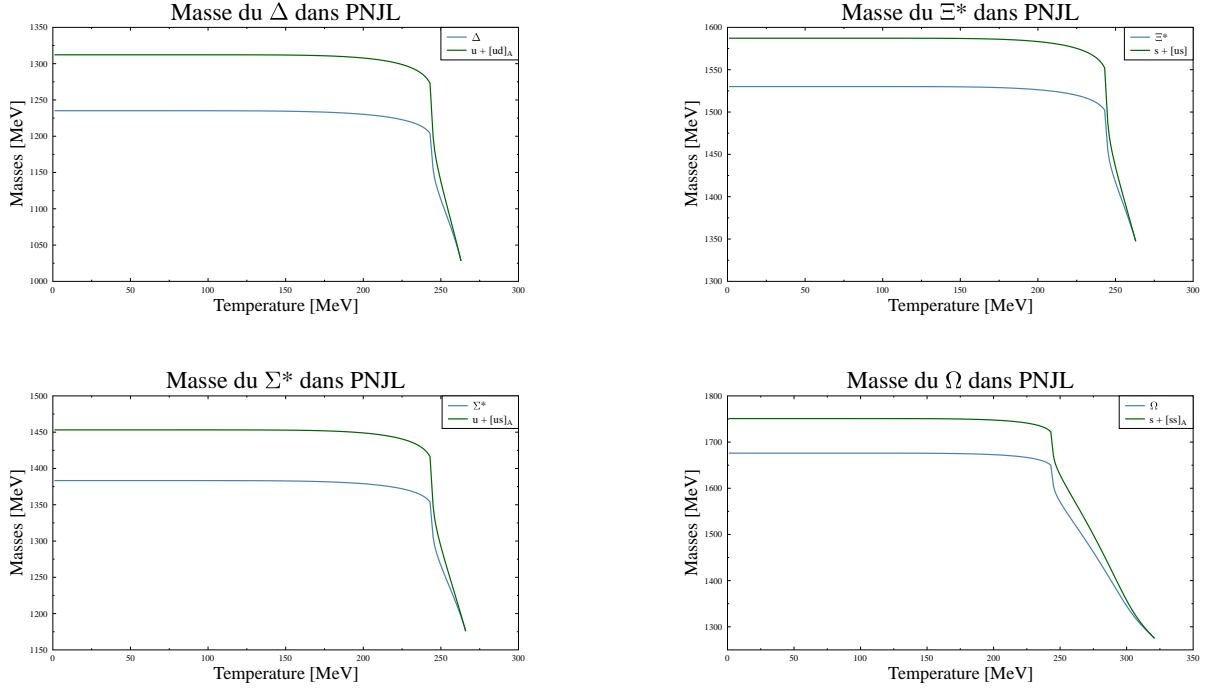 Masse du Δ dans PNJL
Δ
u + [ud]A
1350
1300
1250
1200
1150
1100
1050
1000
Masses [MeV]
0 50 100 150 200 250 300
Temperature [MeV]
Masse du Ξ* dans PNJL
Ξ*
s + [us]
1600
1550
1500
1450
1400
1350
1300
Masses [MeV]
0 50 100 150 200 250 300
Temperature [MeV]
Masse du Σ* dans PNJL
Σ*
u + [us]A
1500
1450
1400
1350
1300
1250
1200
1150
Masses [MeV]
0 50 100 150 200 250 300
Temperature [MeV]
Masse du Ω dans PNJL
Ω
s + [ss]A
1800
1700
1600
1500
1400
1300
Masses [MeV]
0 50 100 150 200 250 300 350
Temperature [MeV]